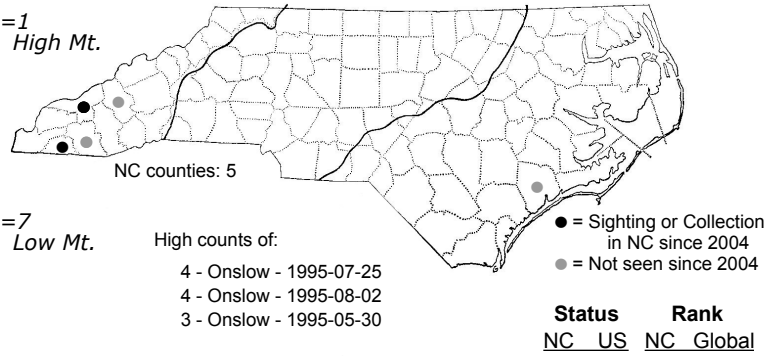 =1
High Mt.
NC counties: 5
=7
Low Mt.
High counts of:
4 - Onslow - 1995-07-25
4 - Onslow - 1995-08-02
3 - Onslow - 1995-05-30
= Sighting or Collection
in NC since 2004
= Not seen since 2004
Status Rank
NC US NC Global